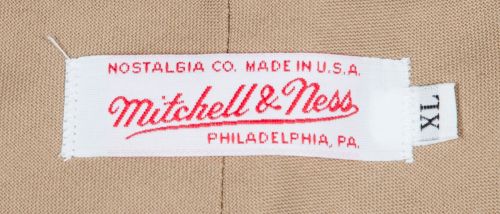 NOSTALGIA CO. MADE IN U.S.A.
Mitchell & Ness
PHILADELPHIA, PA.
XL